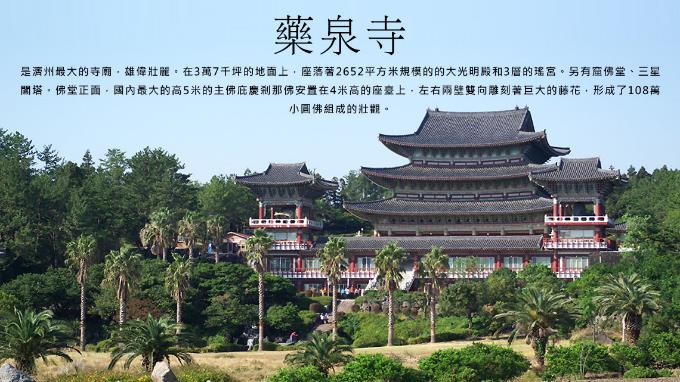 藥泉寺
是濟州最大的寺廟，雄偉壯麗。在3萬7千坪的地面上，座落著2652平方米規模的的大光明殿和3層的瑤宮。另有窟佛堂、三星
閣塔。佛堂正面，國內最大的高5米的主佛庇慶剎那佛安置在4米高的座臺上，左右兩壁雙向雕刻著巨大的藤花，形成了108萬
小圓佛組成的壯觀。